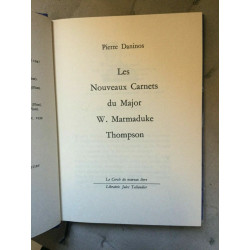 Pierre Daninos
Les
Nouveaux Carnets
du Major
W. Marmaduke
Thompson
Le Cercle du nouveau livre
Librairie Jules Tallandier